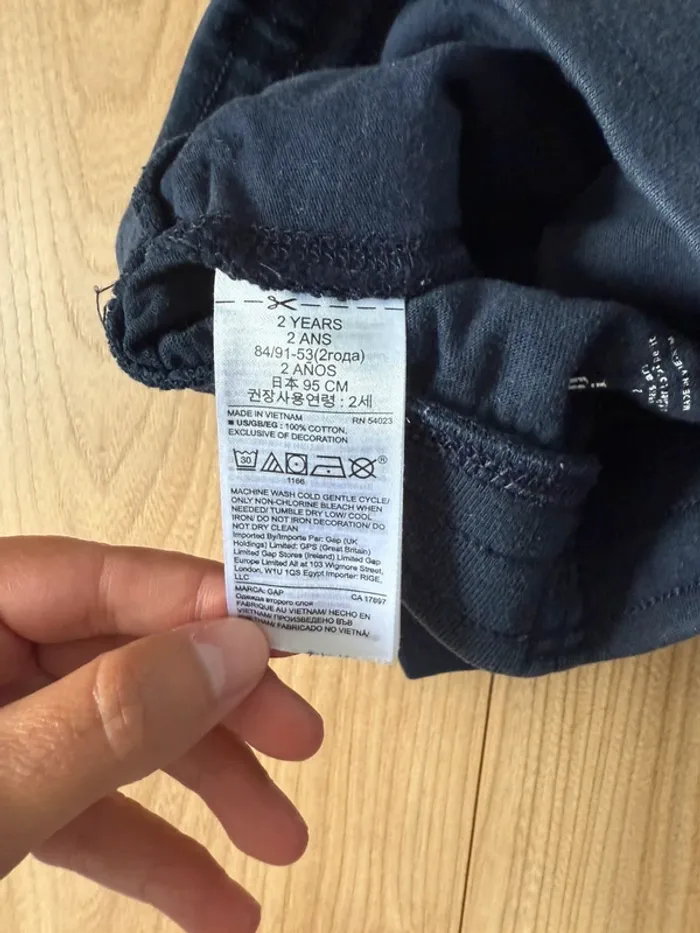 2 YEARS
2 ANS
84/91-53(2года)
2 AÑOS
日本 95 CM
권장사용연령 : 2세
MADE IN VIETNAM RN 54023
■ US/GB/EG : 100% COTTON,
EXCLUSIVE OF DECORATION
30 ®
1166
MACHINE WASH COLD GENTLE CYCLE/
ONLY NON-CHLORINE BLEACH WHEN
NEEDED/ TUMBLE DRY LOW/ COOL
IRON/ DO NOT IRON DECORATION/ DO
NOT DRY CLEAN
Imported By/Importe Par: Gap (UK
Holdings) Limited: GPS (Great Britain)
Limited Gap Stores (Ireland) Limited Gap
Europe Limited All at 103 Wigmore Street,
London, W1U 1QS Egypt Importer: RIGE,
LLC
MARCA: GAP CA 17897
Одежда второго слоя
FABRIQUE AU VIETNAM/ HECHO EN
VIETNAM/ ПРОИЗВЕДЕНО ВЪВ
FABRICADO NO VIETNÃ/